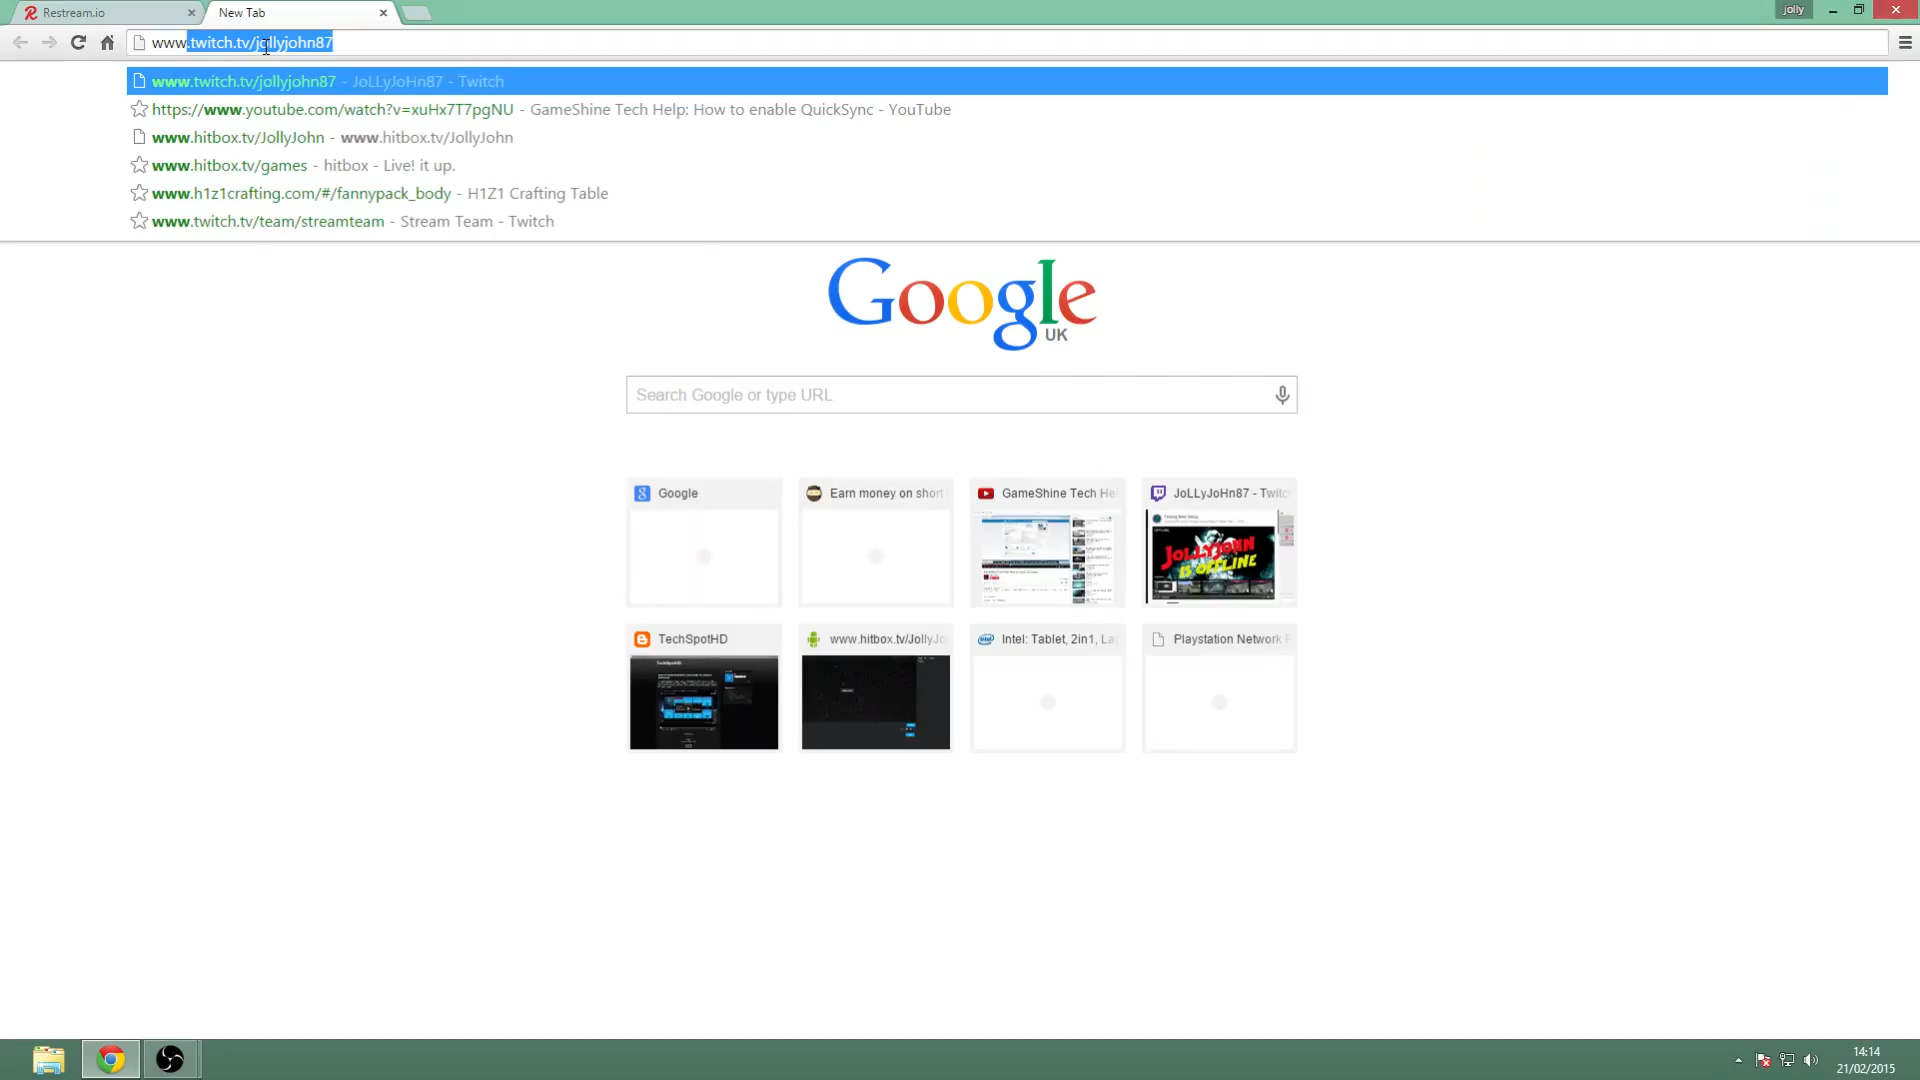 Restream.io
New Tab
jolly
www.twitch.tv/jollyjohn87
www.twitch.tv/jollyjohn87 - JoLLyJoHn87 - Twitch
https://www.youtube.com/watch?v=xuHx7T7pgNU - GameShine Tech Help: How to enable QuickSync - YouTube
www.hitbox.tv/JollyJohn - www.hitbox.tv/JollyJohn
www.hitbox.tv/games - hitbox - Live! it up.
www.h1z1crafting.com/#/fannypack_body - H1Z1 Crafting Table
www.twitch.tv/team/streamteam - Stream Team - Twitch
Google
UK
Search Google or type URL
Google
Earn money on short
GameShine Tech He
JoLLyJoHn87 - Twitc
JOLLYJOHN
IS OFFLINE
TechSpotHD
www.hitbox.tv/JollyJo
Intel: Tablet, 2in1, La
Playstation Network
14:14
21/02/2015